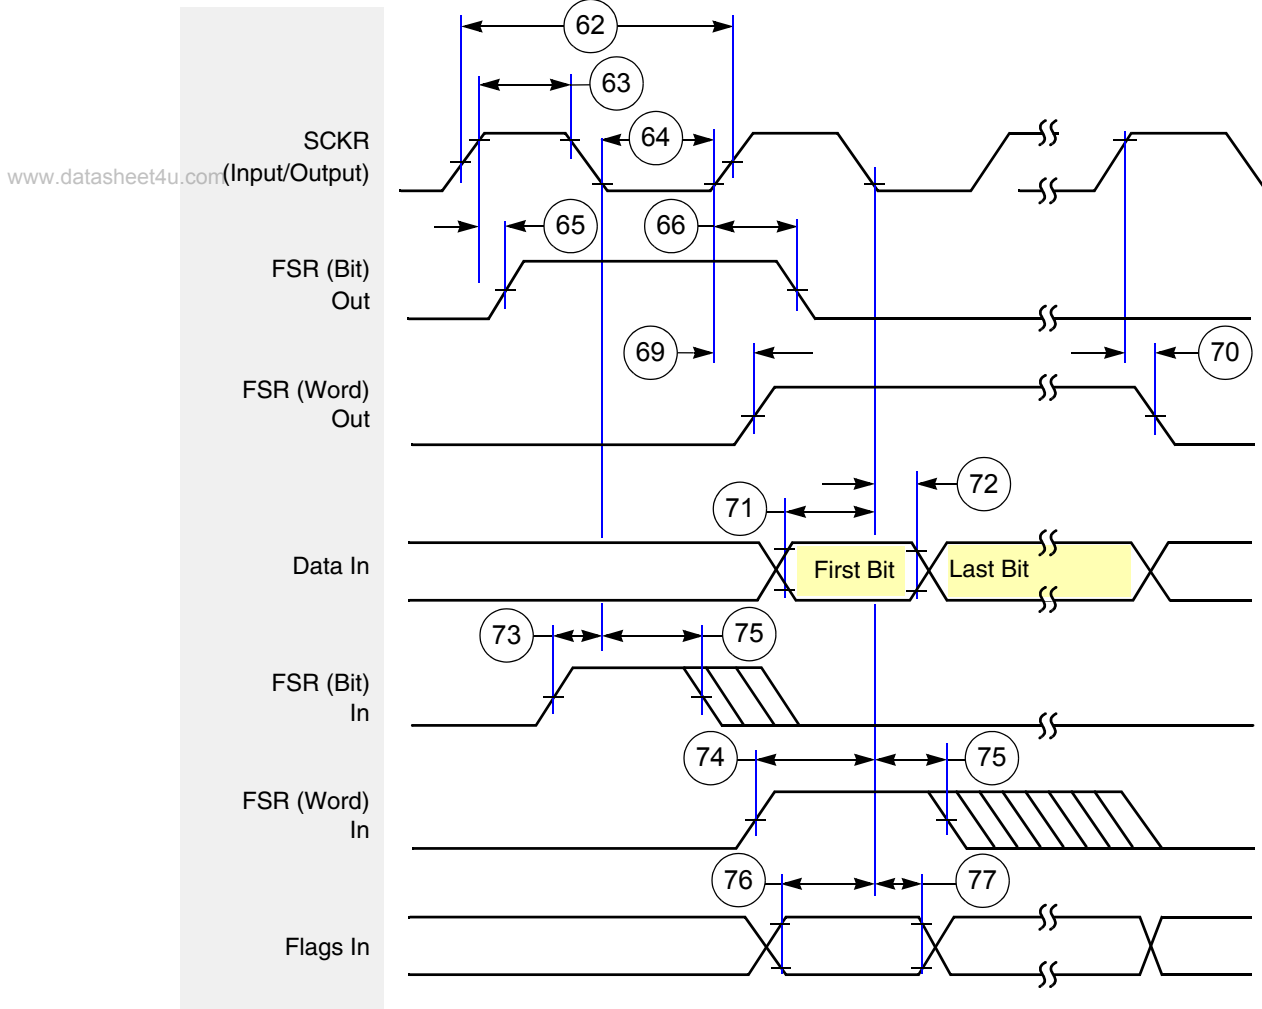 62
63
SCKR
64
www.datasheet4u.com
(Input/Output)
65
66
FSR (Bit)
Out
69
70
FSR (Word)
Out
72
71
Data In
First Bit
Last Bit
73
75
FSR (Bit)
In
74
75
FSR (Word)
In
76
77
Flags In